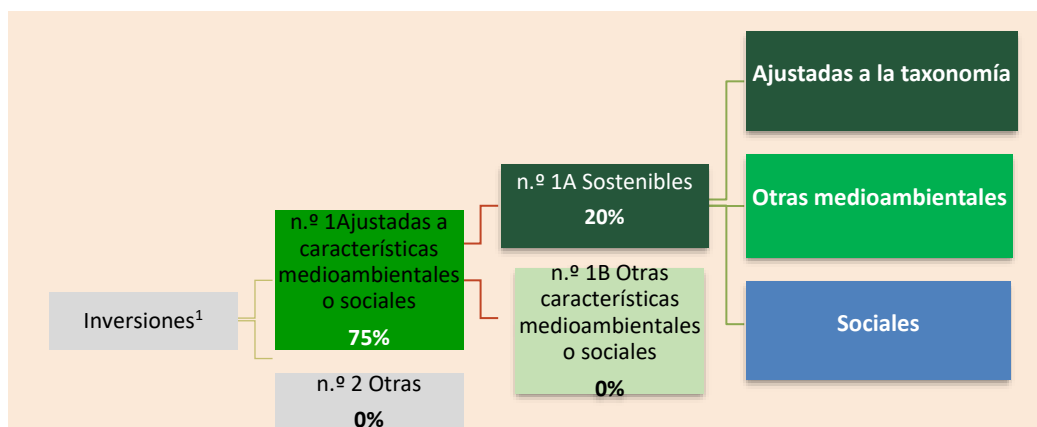 Inversiones1
n.º 1Ajustadas a
características
medioambientales
o sociales
75%
n.º 2 Otras
0%
n.º 1A Sostenibles
20%
n.º 1B Otras
características
medioambientales
o sociales
0%
Ajustadas a la taxonomía
Otras medioambientales
Sociales